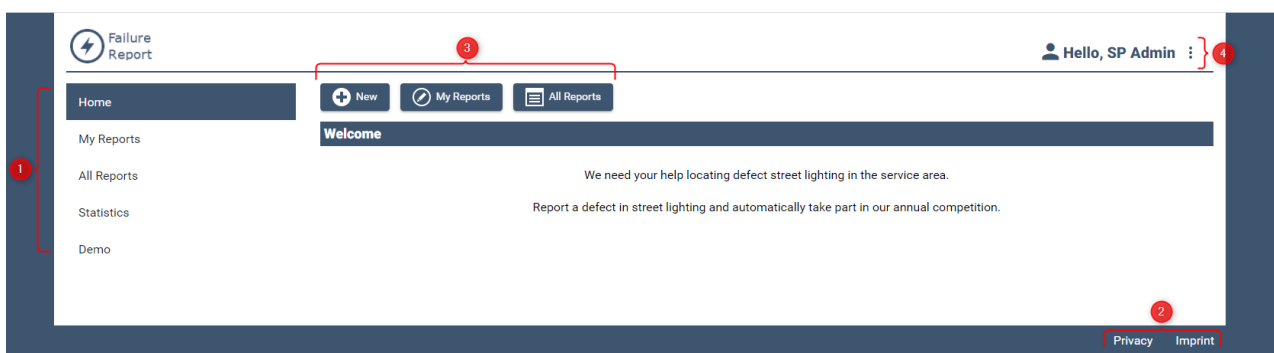 Failure
Report
3
Hello, SP Admin
4
Home
New
My Reports
All Reports
Welcome
My Reports
1
All Reports
We need your help locating defect street lighting in the service area.
Statistics
Report a defect in street lighting and automatically take part in our annual competition.
Demo
2
Privacy
Imprint